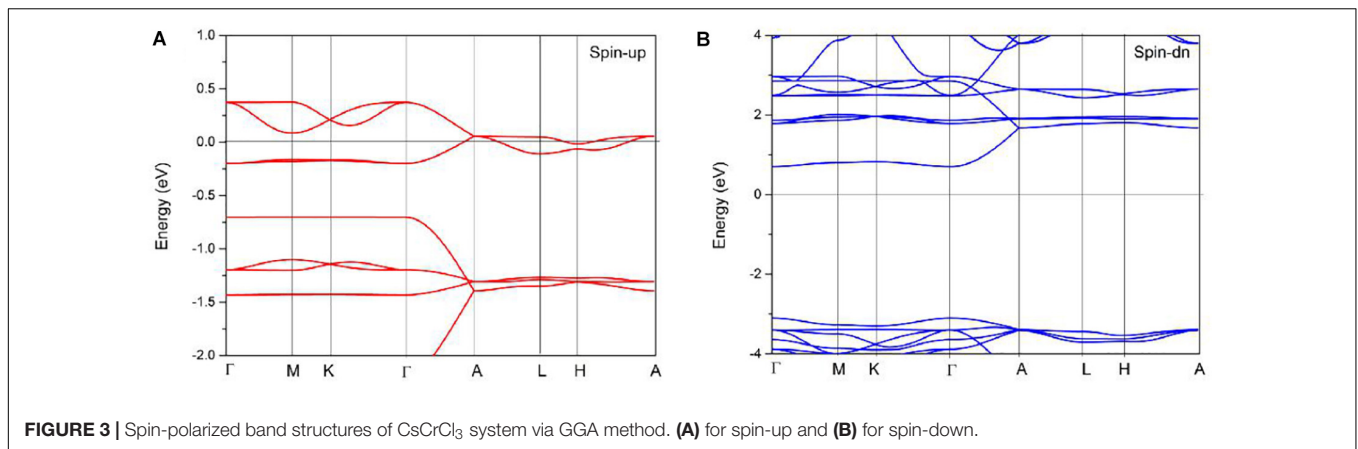 A
Spin-up
Energy (eV)
1.0
0.5
0.0
-0.5
-1.0
-1.5
-2.0
Γ M K Γ A L H A
B
Spin-dn
Energy (eV)
4
2
0
-2
-4
Γ M K Γ A L H A
FIGURE 3 | Spin-polarized band structures of CsCrCl₃ system via GGA method. (A) for spin-up and (B) for spin-down.